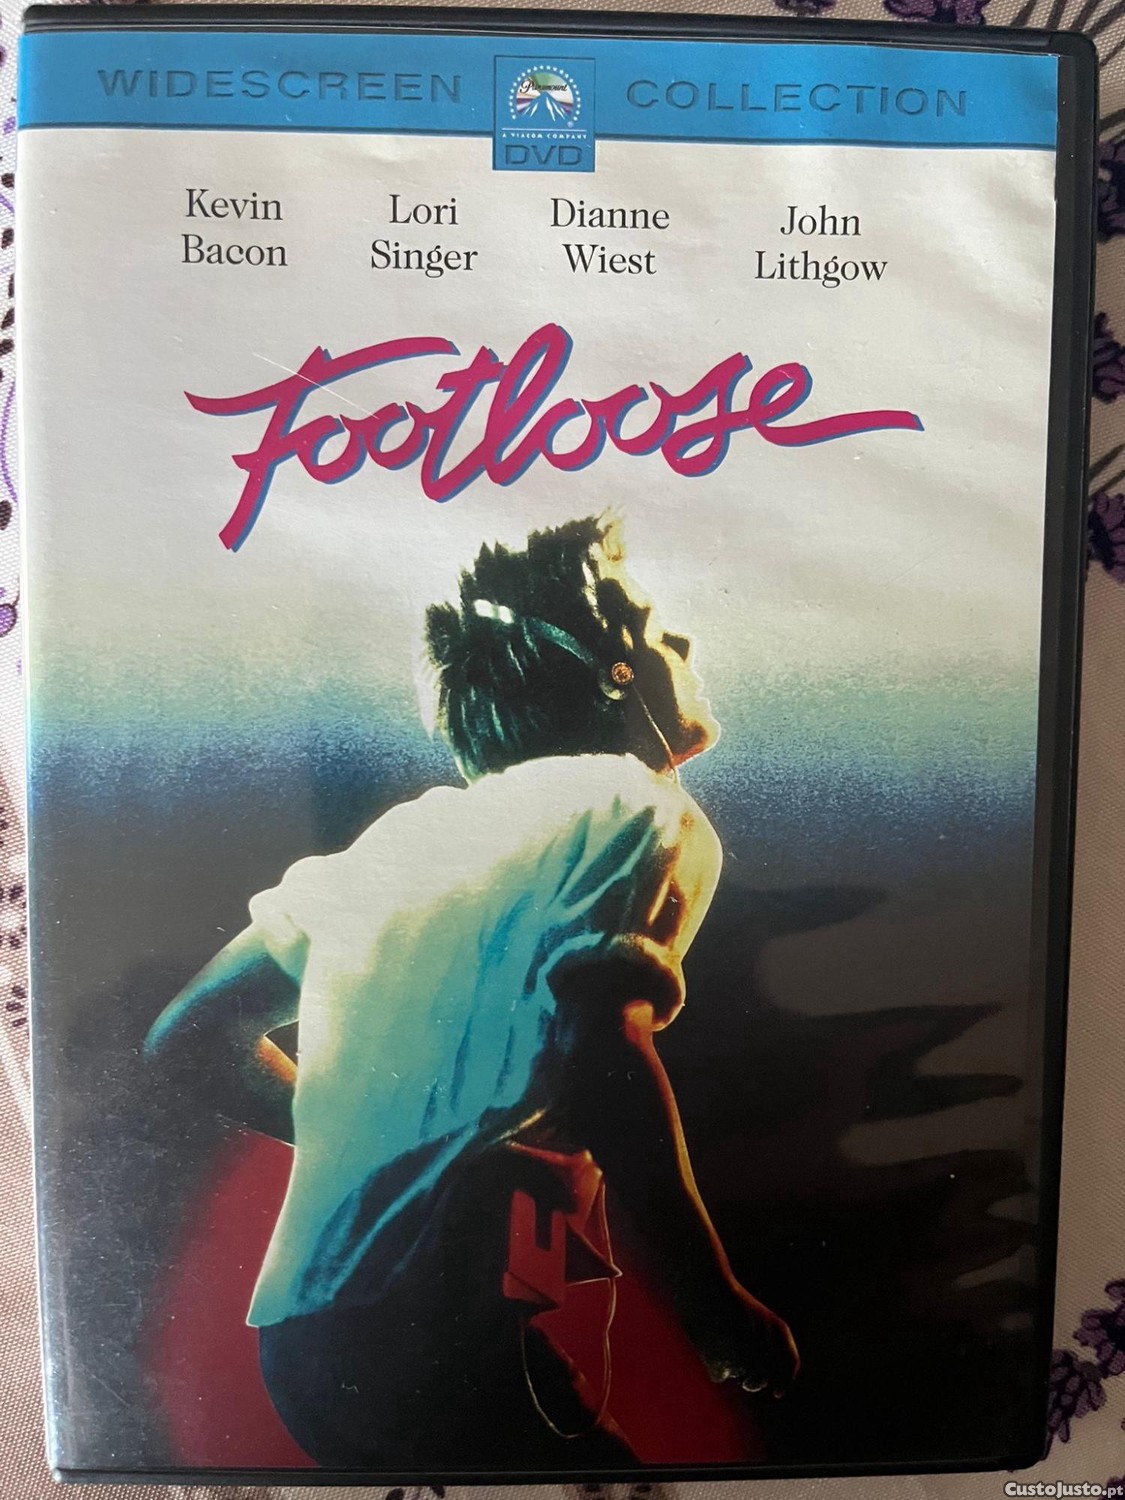 WIDESCREEN
COLLECTION
Paramount
A VIACOM COMPANY
DVD
Kevin Bacon
Lori Singer
Dianne Wiest
John Lithgow
Footloose
CustoJusto.pt